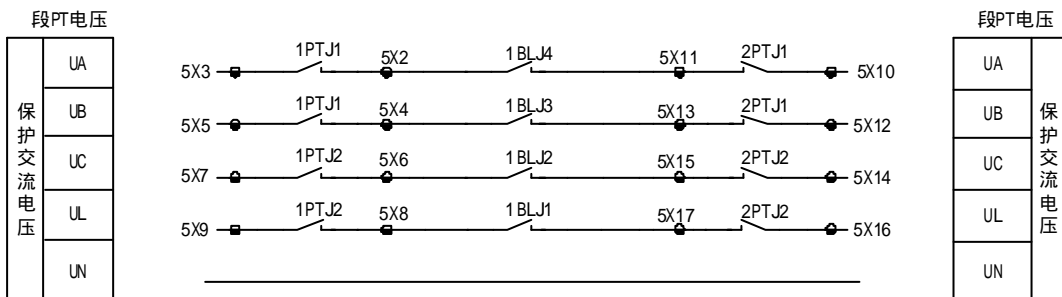 段PT电压
段PT电压
保护交流电压
UA
UB
UC
UL
UN
5X3 1PTJ1 5X2 1BLJ4 5X11 2PTJ1 5X10
5X5 1PTJ1 5X4 1BLJ3 5X13 2PTJ1 5X12
5X7 1PTJ2 5X6 1BLJ2 5X15 2PTJ2 5X14
5X9 1PTJ2 5X8 1BLJ1 5X17 2PTJ2 5X16
UA
UB
UC
UL
UN
保护交流电压